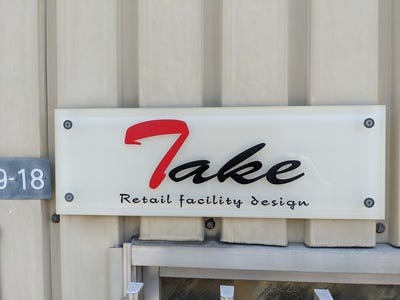 Take
Retail facility design
9-18